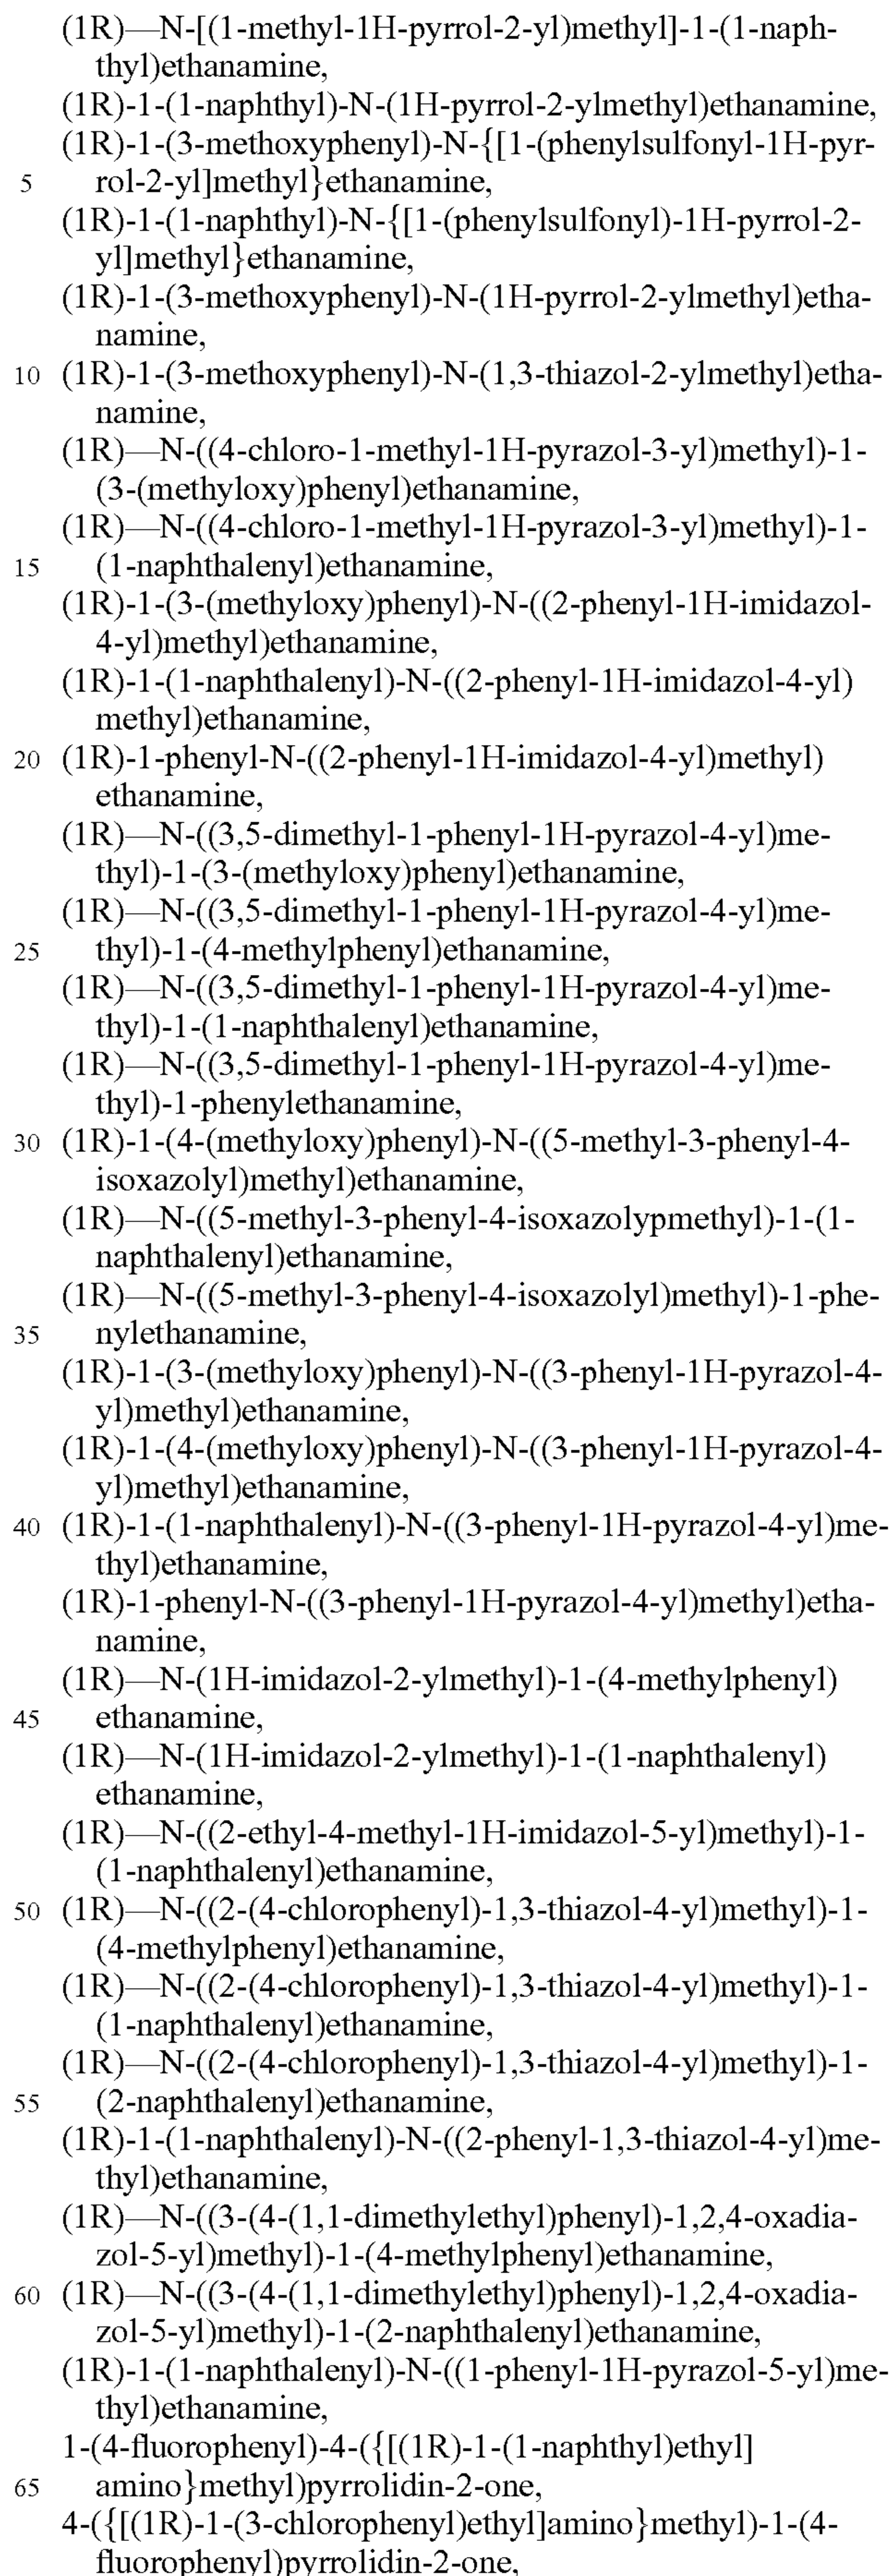 (1R)—N-[(1-methyl-1H-pyrrol-2-yl)methyl]-1-(1-naph-
thyl)ethanamine,
(1R)-1-(1-naphthyl)-N-(1H-pyrrol-2-ylmethyl)ethanamine,
(1R)-1-(3-methoxyphenyl)-N-{[1-(phenylsulfonyl-1H-pyr-
5 rol-2-yl]methyl}ethanamine,
(1R)-1-(1-naphthyl)-N-{[1-(phenylsulfonyl)-1H-pyrrol-2-
yl]methyl}ethanamine,
(1R)-1-(3-methoxyphenyl)-N-(1H-pyrrol-2-ylmethyl)etha-
namine,
10 (1R)-1-(3-methoxyphenyl)-N-(1,3-thiazol-2-ylmethyl)etha-
namine,
(1R)—N-((4-chloro-1-methyl-1H-pyrazol-3-yl)methyl)-1-
(3-(methyloxy)phenyl)ethanamine,
(1R)—N-((4-chloro-1-methyl-1H-pyrazol-3-yl)methyl)-1-
15 (1-naphthalenyl)ethanamine,
(1R)-1-(3-(methyloxy)phenyl)-N-((2-phenyl-1H-imidazol-
4-yl)methyl)ethanamine,
(1R)-1-(1-naphthalenyl)-N-((2-phenyl-1H-imidazol-4-yl)
methyl)ethanamine,
20 (1R)-1-phenyl-N-((2-phenyl-1H-imidazol-4-yl)methyl)
ethanamine,
(1R)—N-((3,5-dimethyl-1-phenyl-1H-pyrazol-4-yl)me-
thyl)-1-(3-(methyloxy)phenyl)ethanamine,
(1R)—N-((3,5-dimethyl-1-phenyl-1H-pyrazol-4-yl)me-
25 thyl)-1-(4-methylphenyl)ethanamine,
(1R)—N-((3,5-dimethyl-1-phenyl-1H-pyrazol-4-yl)me-
thyl)-1-(1-naphthalenyl)ethanamine,
(1R)—N-((3,5-dimethyl-1-phenyl-1H-pyrazol-4-yl)me-
thyl)-1-phenylethanamine,
30 (1R)-1-(4-(methyloxy)phenyl)-N-((5-methyl-3-phenyl-4-
isoxazolyl)methyl)ethanamine,
(1R)—N-((5-methyl-3-phenyl-4-isoxazolypmethyl)-1-(1-
naphthalenyl)ethanamine,
(1R)—N-((5-methyl-3-phenyl-4-isoxazolyl)methyl)-1-phe-
35 nylethanamine,
(1R)-1-(3-(methyloxy)phenyl)-N-((3-phenyl-1H-pyrazol-4-
yl)methyl)ethanamine,
(1R)-1-(4-(methyloxy)phenyl)-N-((3-phenyl-1H-pyrazol-4-
yl)methyl)ethanamine,
40 (1R)-1-(1-naphthalenyl)-N-((3-phenyl-1H-pyrazol-4-yl)me-
thyl)ethanamine,
(1R)-1-phenyl-N-((3-phenyl-1H-pyrazol-4-yl)methyl)etha-
namine,
(1R)—N-(1H-imidazol-2-ylmethyl)-1-(4-methylphenyl)
45 ethanamine,
(1R)—N-(1H-imidazol-2-ylmethyl)-1-(1-naphthalenyl)
ethanamine,
(1R)—N-((2-ethyl-4-methyl-1H-imidazol-5-yl)methyl)-1-
(1-naphthalenyl)ethanamine,
50 (1R)—N-((2-(4-chlorophenyl)-1,3-thiazol-4-yl)methyl)-1-
(4-methylphenyl)ethanamine,
(1R)—N-((2-(4-chlorophenyl)-1,3-thiazol-4-yl)methyl)-1-
(1-naphthalenyl)ethanamine,
(1R)—N-((2-(4-chlorophenyl)-1,3-thiazol-4-yl)methyl)-1-
55 (2-naphthalenyl)ethanamine,
(1R)-1-(1-naphthalenyl)-N-((2-phenyl-1,3-thiazol-4-yl)me-
thyl)ethanamine,
(1R)—N-((3-(4-(1,1-dimethylethyl)phenyl)-1,2,4-oxadia-
zol-5-yl)methyl)-1-(4-methylphenyl)ethanamine,
60 (1R)—N-((3-(4-(1,1-dimethylethyl)phenyl)-1,2,4-oxadia-
zol-5-yl)methyl)-1-(2-naphthalenyl)ethanamine,
(1R)-1-(1-naphthalenyl)-N-((1-phenyl-1H-pyrazol-5-yl)me-
thyl)ethanamine,
1-(4-fluorophenyl)-4-({[(1R)-1-(1-naphthyl)ethyl]
65 amino}methyl)pyrrolidin-2-one,
4-({[(1R)-1-(3-chlorophenyl)ethyl]amino}methyl)-1-(4-
fluorophenyl)pyrrolidin-2-one,